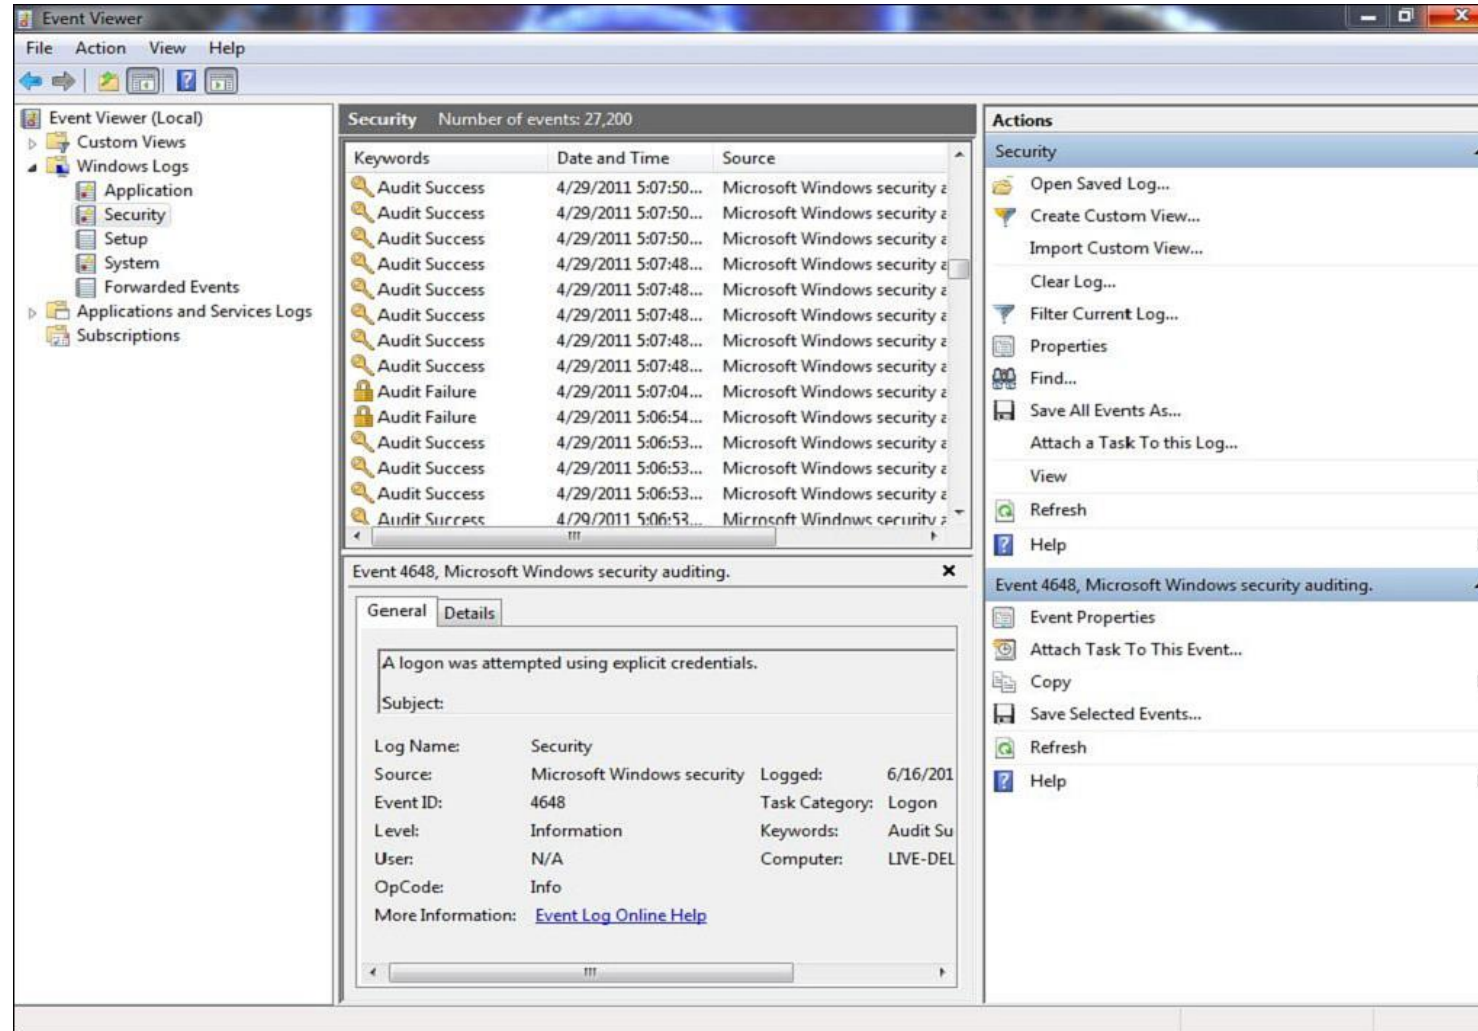 Event Viewer
File Action View Help
Event Viewer (Local)
Custom Views
Windows Logs
Application
Security
Setup
System
Forwarded Events
Applications and Services Logs
Subscriptions
Security Number of events: 27,200
Keywords Date and Time Source
Audit Success 4/29/2011 5:07:50... Microsoft Windows security a
Audit Success 4/29/2011 5:07:50... Microsoft Windows security a
Audit Success 4/29/2011 5:07:50... Microsoft Windows security a
Audit Success 4/29/2011 5:07:48... Microsoft Windows security a
Audit Success 4/29/2011 5:07:48... Microsoft Windows security a
Audit Success 4/29/2011 5:07:48... Microsoft Windows security a
Audit Success 4/29/2011 5:07:48... Microsoft Windows security a
Audit Success 4/29/2011 5:07:48... Microsoft Windows security a
Audit Failure 4/29/2011 5:07:04... Microsoft Windows security a
Audit Failure 4/29/2011 5:06:54... Microsoft Windows security a
Audit Success 4/29/2011 5:06:53... Microsoft Windows security a
Audit Success 4/29/2011 5:06:53... Microsoft Windows security a
Audit Success 4/29/2011 5:06:53... Microsoft Windows security a
Audit Success 4/29/2011 5:06:53... Microsoft Windows security a
Event 4648, Microsoft Windows security auditing.
General Details
A logon was attempted using explicit credentials.
Subject:
Log Name: Security
Source: Microsoft Windows security Logged: 6/16/201
Event ID: 4648 Task Category: Logon
Level: Information Keywords: Audit Su
User: N/A Computer: LIVE-DEL
OpCode: Info
More Information: Event Log Online Help
Actions
Security
Open Saved Log...
Create Custom View...
Import Custom View...
Clear Log...
Filter Current Log...
Properties
Find...
Save All Events As...
Attach a Task To this Log...
View
Refresh
Help
Event 4648, Microsoft Windows security auditing.
Event Properties
Attach Task To This Event...
Copy
Save Selected Events...
Refresh
Help